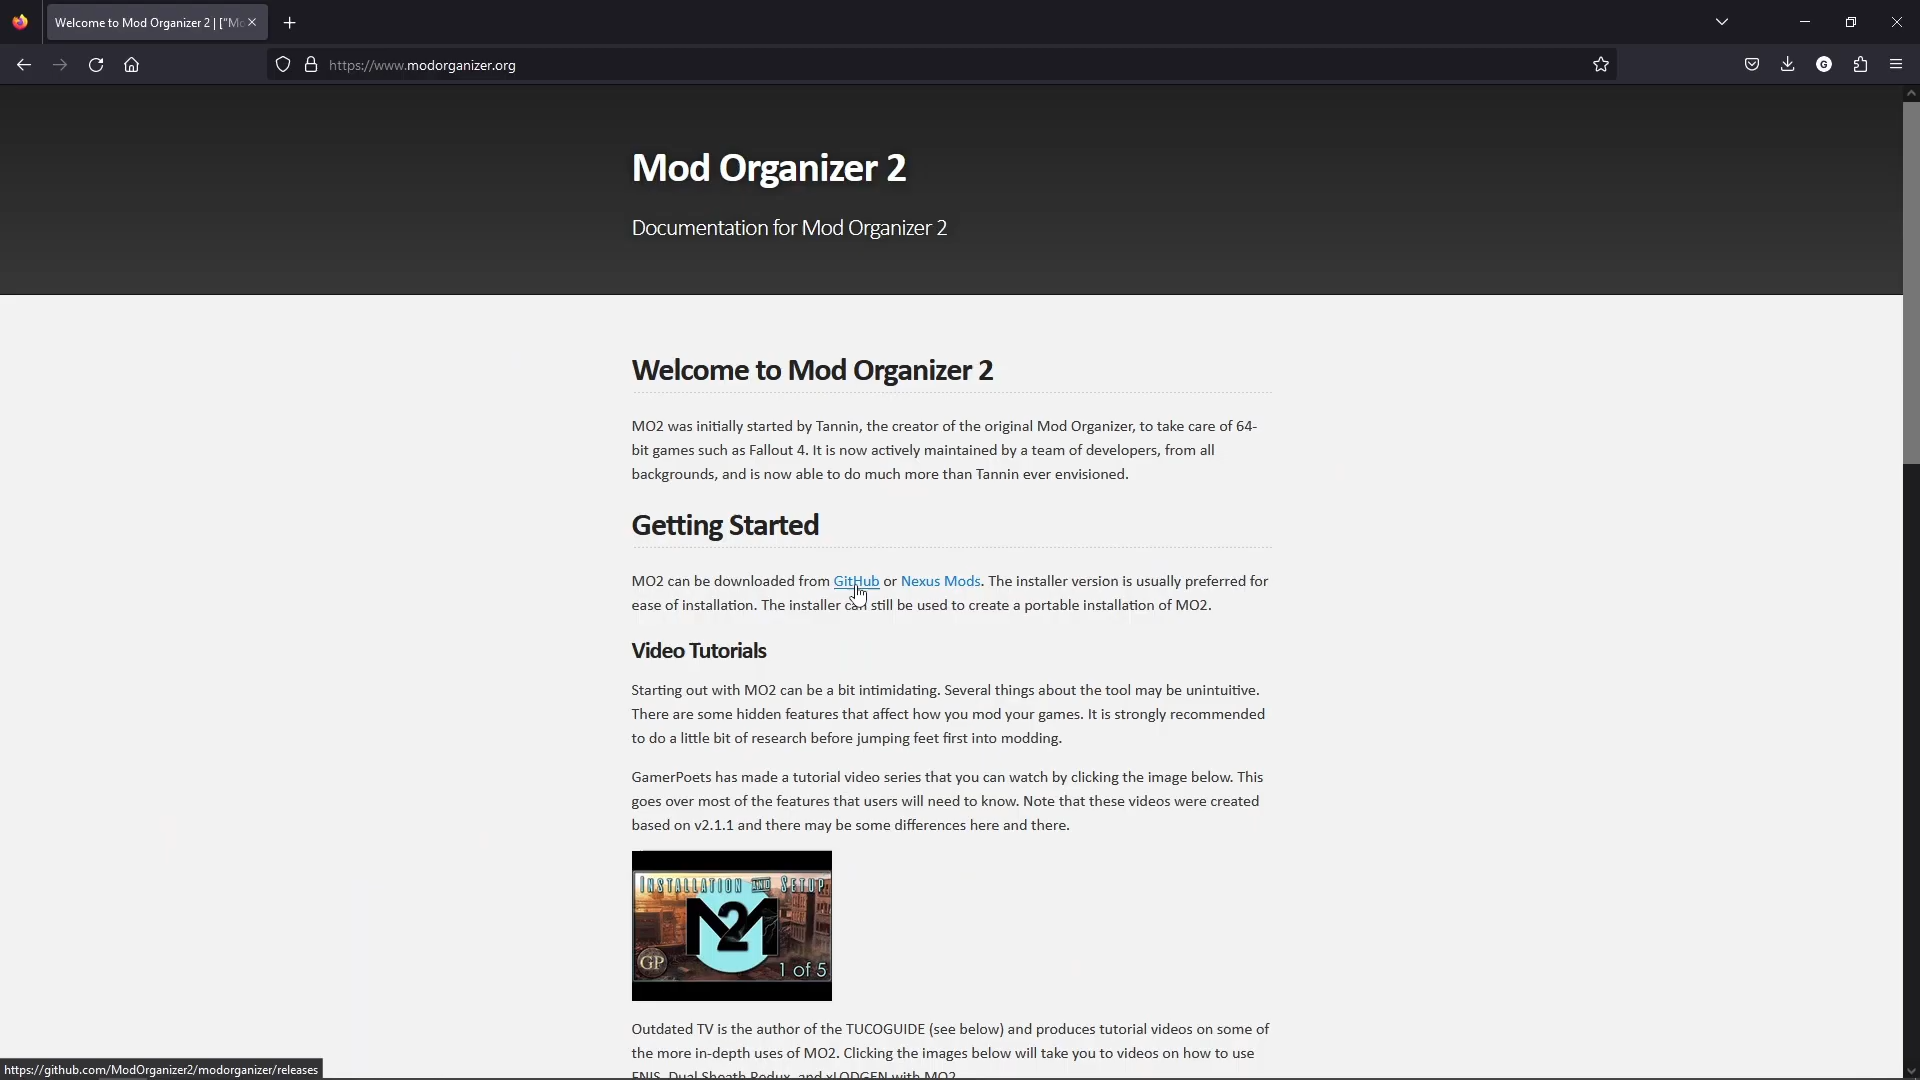 Welcome to Mod Organizer 2 | ["Mo
https://www.modorganizer.org
Mod Organizer 2
Documentation for Mod Organizer 2
Welcome to Mod Organizer 2
MO2 was initially started by Tannin, the creator of the original Mod Organizer, to take care of 64-
bit games such as Fallout 4. It is now actively maintained by a team of developers, from all
backgrounds, and is now able to do much more than Tannin ever envisioned.
Getting Started
MO2 can be downloaded from GitHub or Nexus Mods. The installer version is usually preferred for
ease of installation. The installer can still be used to create a portable installation of MO2.
Video Tutorials
Starting out with MO2 can be a bit intimidating. Several things about the tool may be unintuitive.
There are some hidden features that affect how you mod your games. It is strongly recommended
to do a little bit of research before jumping feet first into modding.
GamerPoets has made a tutorial video series that you can watch by clicking the image below. This
goes over most of the features that users will need to know. Note that these videos were created
based on v2.1.1 and there may be some differences here and there.
INSTALLATION AND SETUP
M2
GP
1 of 5
Outdated TV is the author of the TUCOGUIDE (see below) and produces tutorial videos on some of
the more in-depth uses of MO2. Clicking the images below will take you to videos on how to use
FNIS, Dual Sheath Redux, and xLODGEN with MO2.
https://github.com/ModOrganizer2/modorganizer/releases